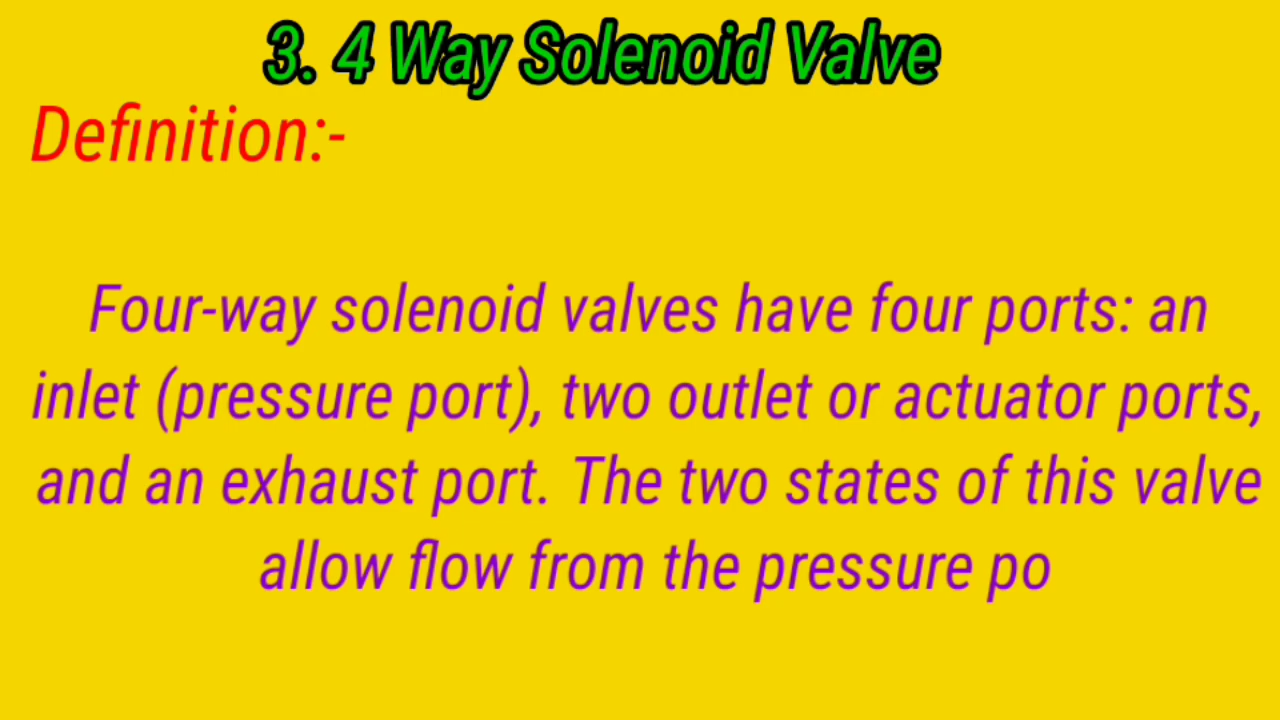 3. 4 Way Solenoid Valve
Definition:-
Four-way solenoid valves have four ports: an
inlet (pressure port), two outlet or actuator ports,
and an exhaust port. The two states of this valve
allow flow from the pressure po